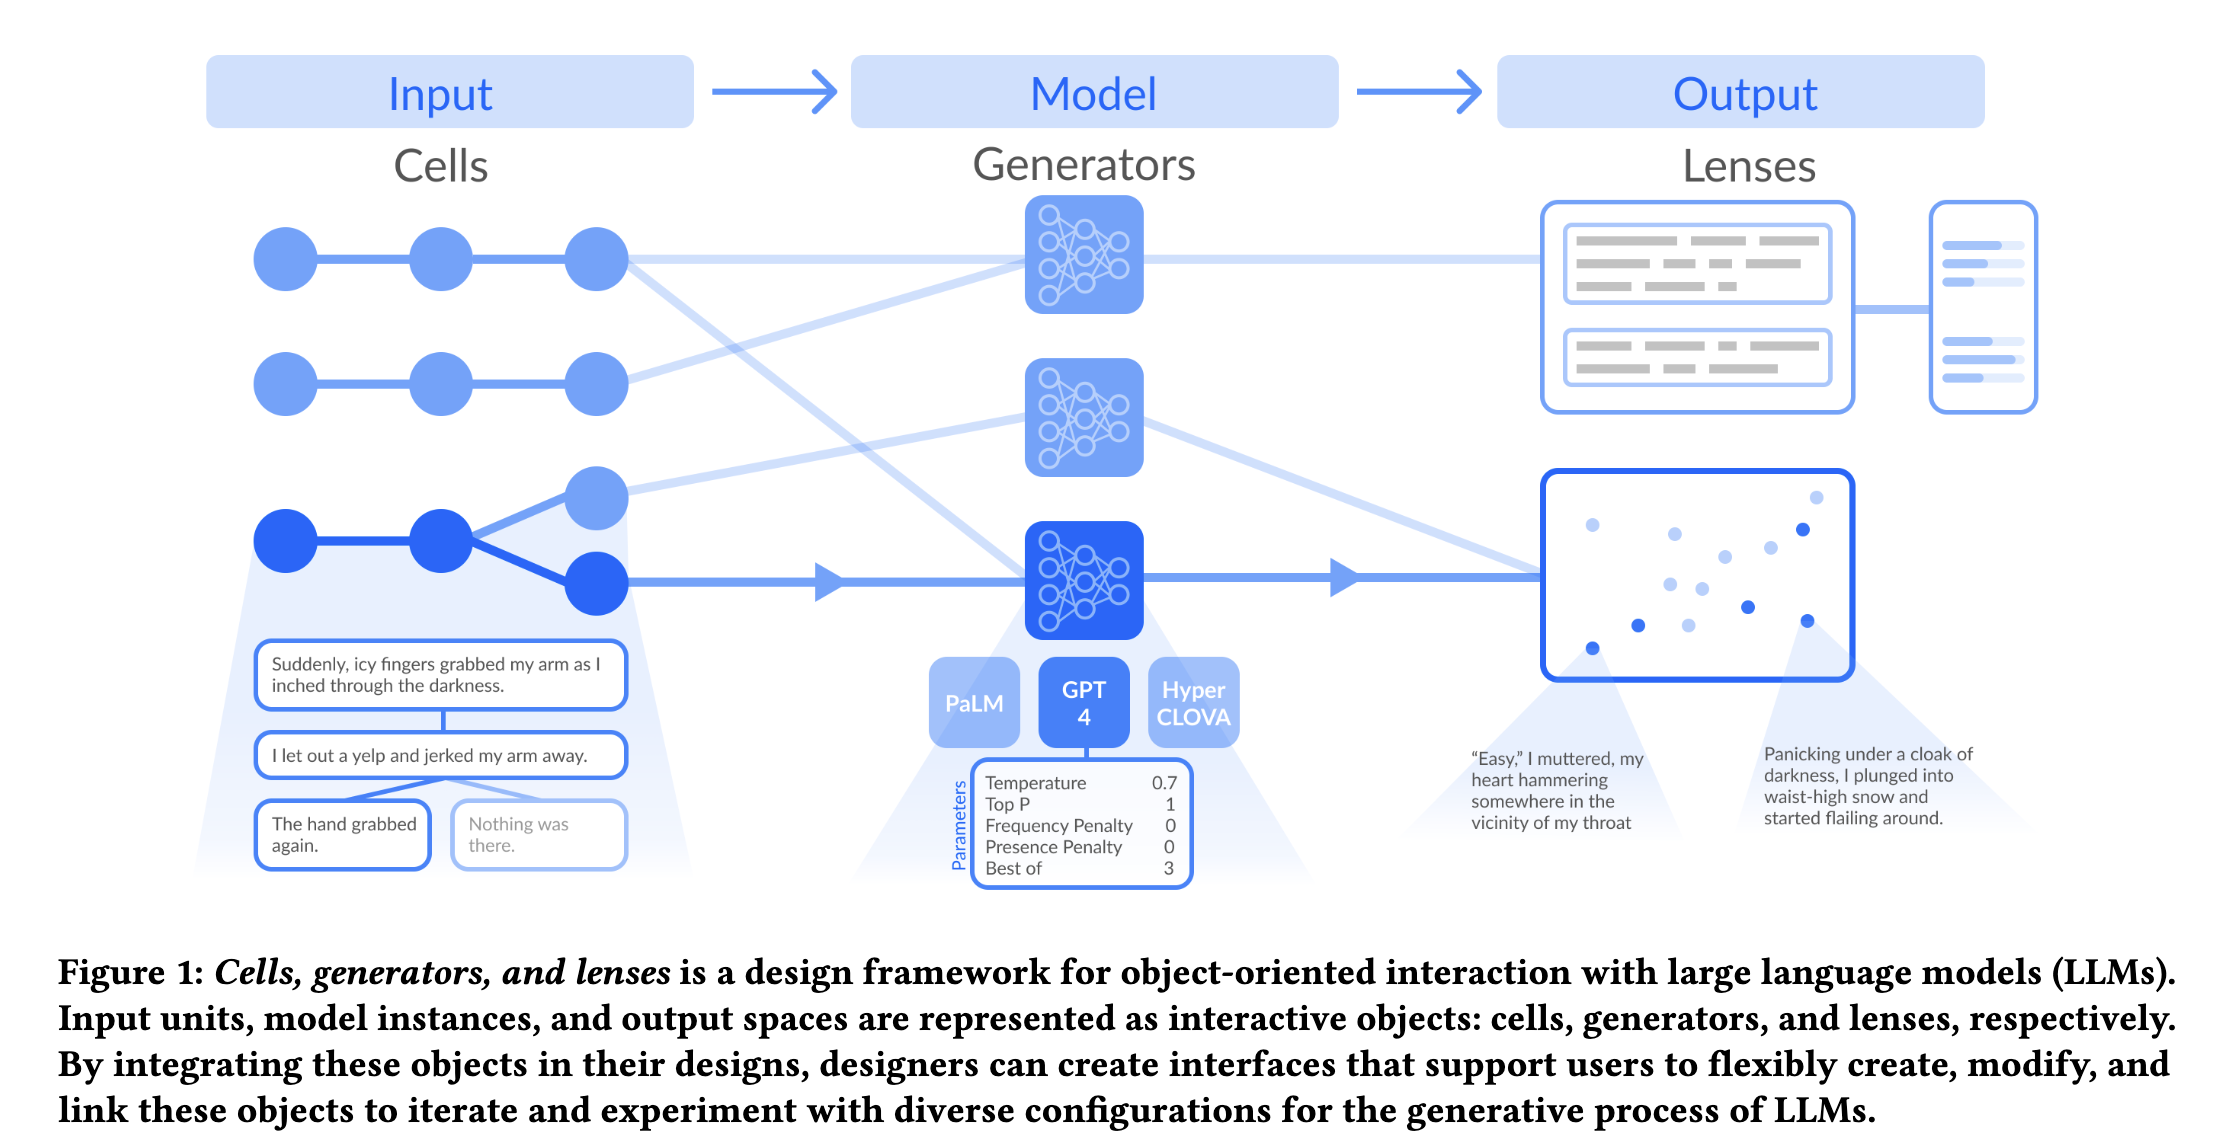 Input
Model
Output
Cells
Generators
Lenses
Suddenly, icy fingers grabbed my arm as I
inched through the darkness.
I let out a yelp and jerked my arm away.
The hand grabbed
again.
Nothing was
there.
PaLM
GPT
4
Hyper
CLOVA
Parameters
Temperature 0.7
Top P 1
Frequency Penalty 0
Presence Penalty 0
Best of 3
“Easy,” I muttered, my
heart hammering
somewhere in the
vicinity of my throat
Panicking under a cloak of
darkness, I plunged into
waist-high snow and
started flailing around.
Figure 1: Cells, generators, and lenses is a design framework for object-oriented interaction with large language models (LLMs).
Input units, model instances, and output spaces are represented as interactive objects: cells, generators, and lenses, respectively.
By integrating these objects in their designs, designers can create interfaces that support users to flexibly create, modify, and
link these objects to iterate and experiment with diverse configurations for the generative process of LLMs.